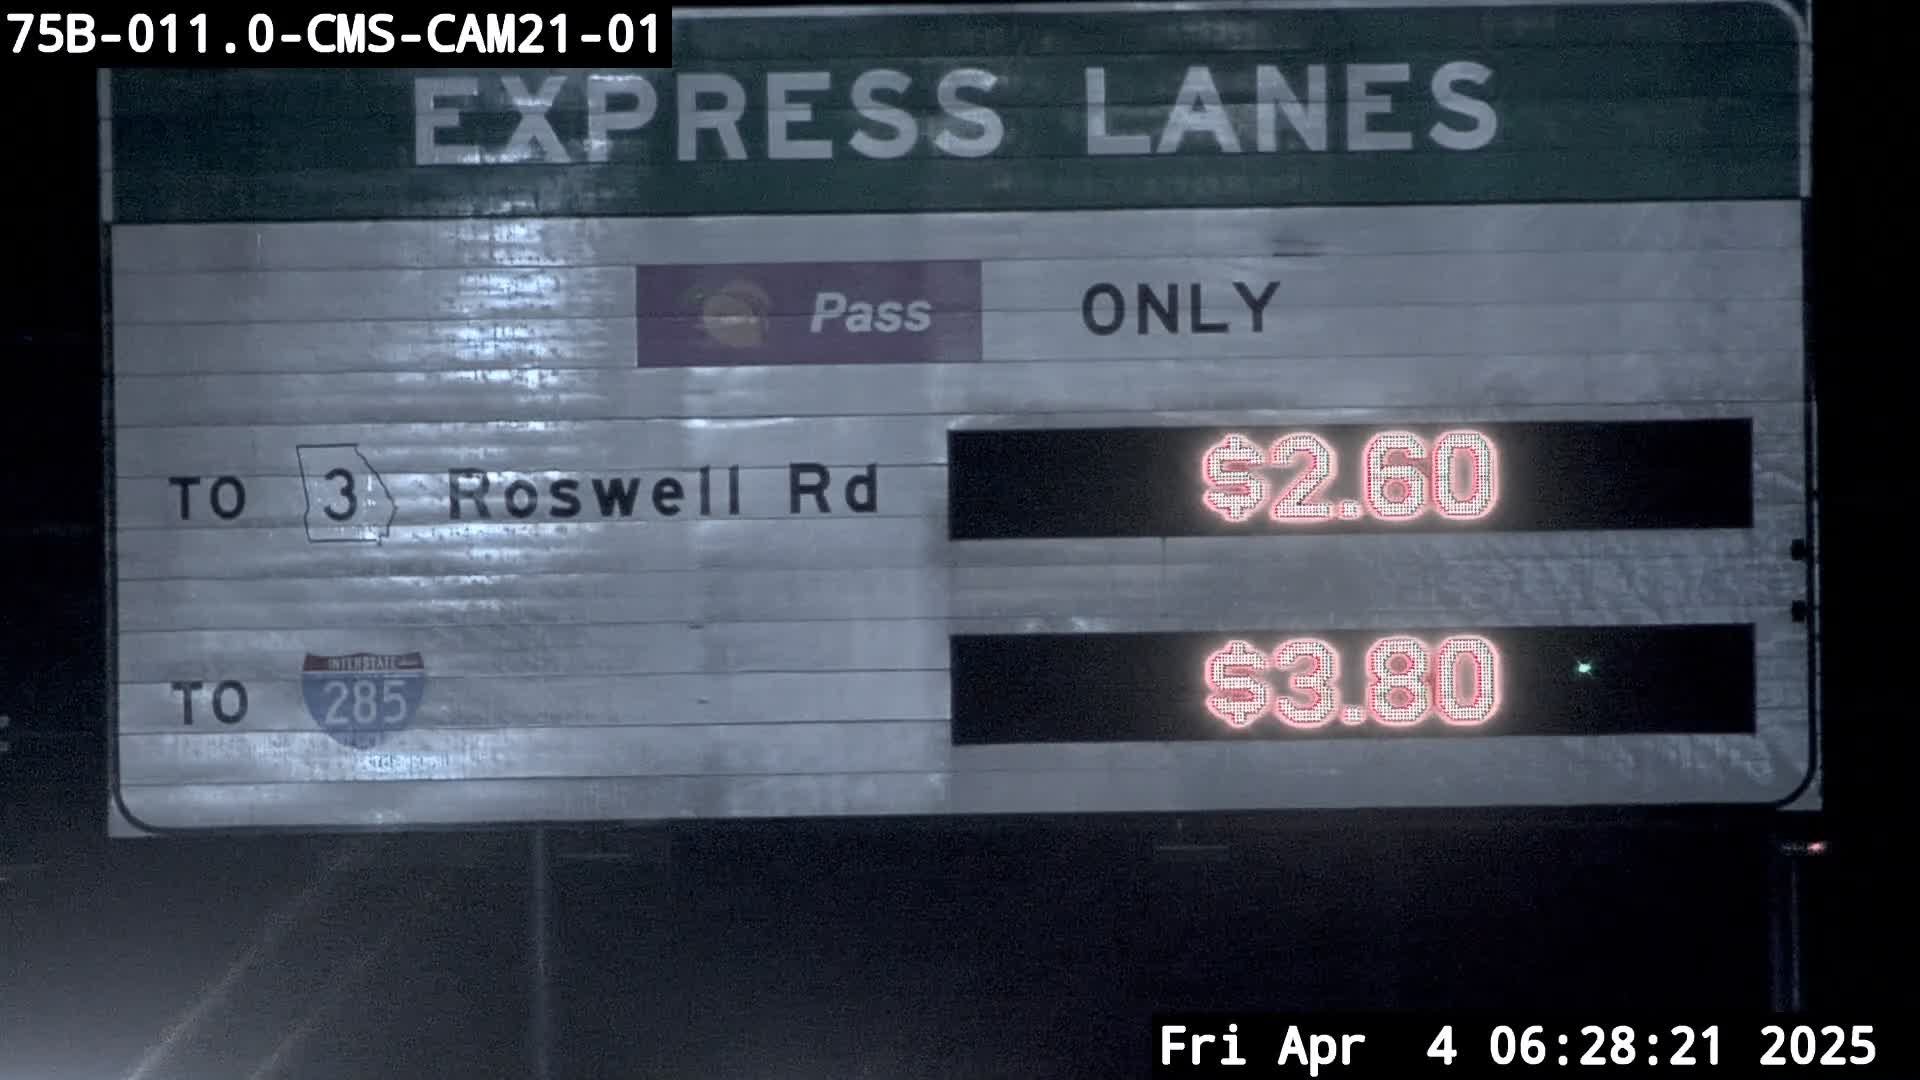 75B-011.0-CMS-CAM21-01
EXPRESS LANES
Pass ONLY
TO 3 Roswell Rd $2.60
TO INTERSTATE 285 $3.80
Fri Apr 4 06:28:21 2025